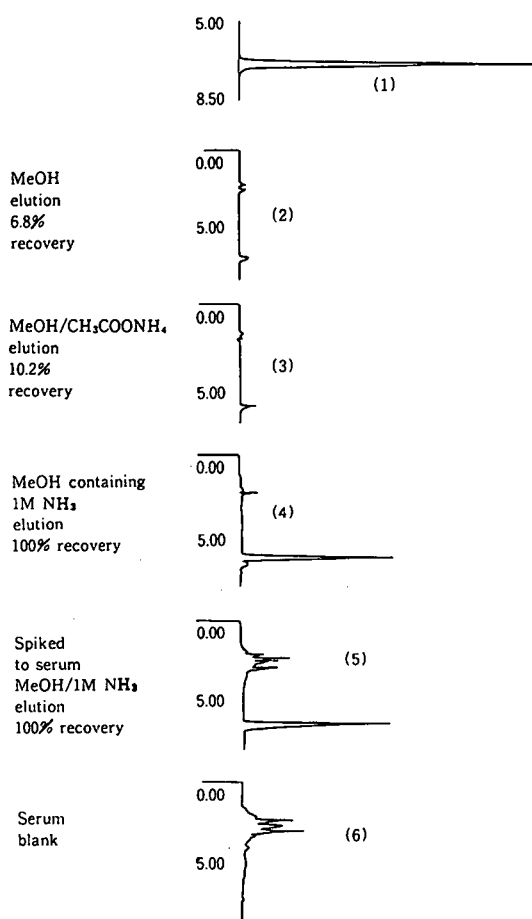 5.00
(1)
8.50
0.00
MeOH
elution
6.8%
recovery
(2)
5.00
0.00
MeOH/CH₃COONH₄
elution
10.2%
recovery
(3)
5.00
0.00
MeOH containing
1M NH₃
elution
100% recovery
(4)
5.00
0.00
Spiked
to serum
MeOH/1M NH₃
elution
100% recovery
(5)
5.00
0.00
Serum
blank
(6)
5.00